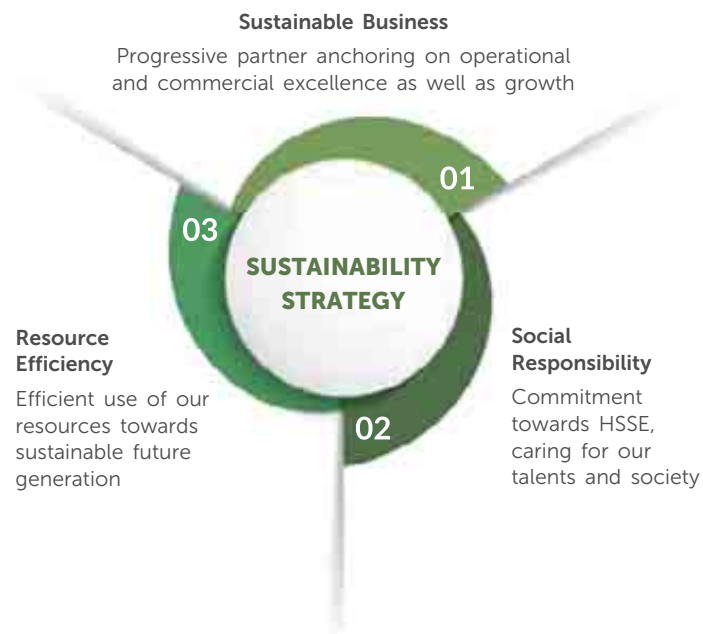 Sustainable Business
Progressive partner anchoring on operational
and commercial excellence as well as growth
01
03
SUSTAINABILITY
STRATEGY
Resource
Efficiency
Efficient use of our
resources towards
sustainable future
generation
Social
Responsibility
Commitment
towards HSSE,
caring for our
talents and society
02